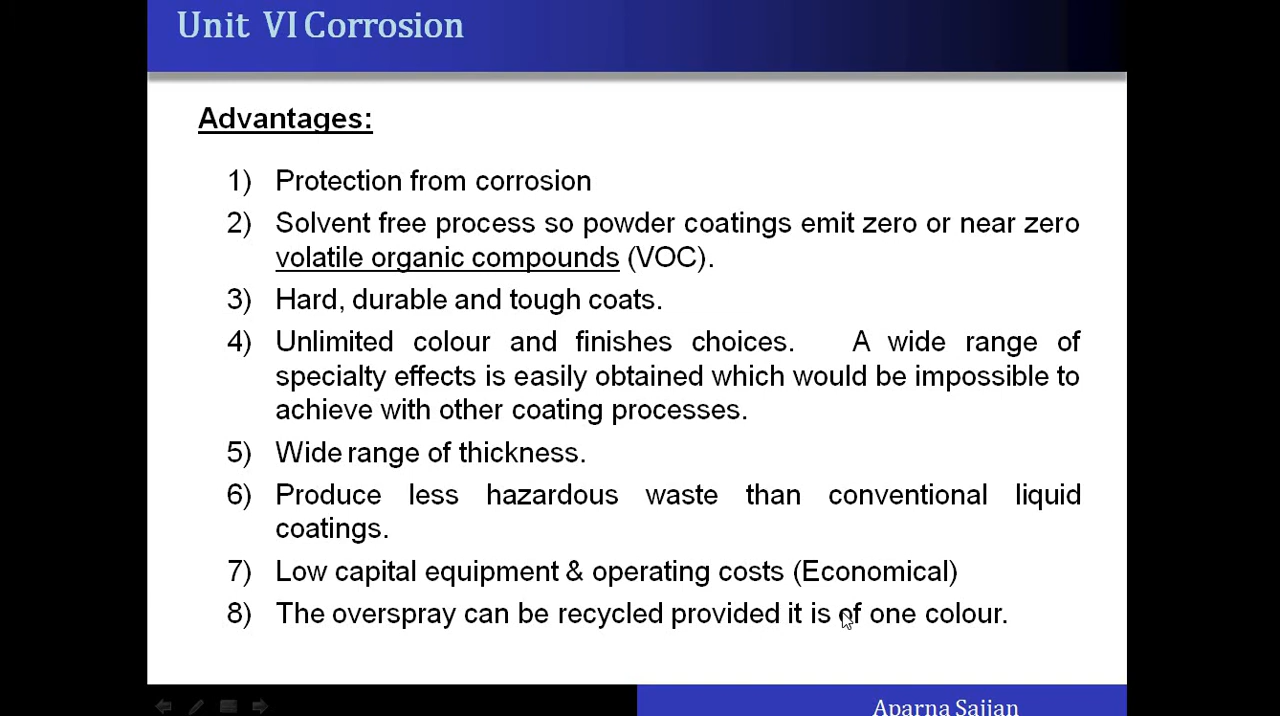 Unit VI Corrosion
Advantages:
1) Protection from corrosion
2) Solvent free process so powder coatings emit zero or near zero
volatile organic compounds (VOC).
3) Hard, durable and tough coats.
4) Unlimited colour and finishes choices. A wide range of
specialty effects is easily obtained which would be impossible to
achieve with other coating processes.
5) Wide range of thickness.
6) Produce less hazardous waste than conventional liquid
coatings.
7) Low capital equipment & operating costs (Economical)
8) The overspray can be recycled provided it is of one colour.
Aparna Sajjan